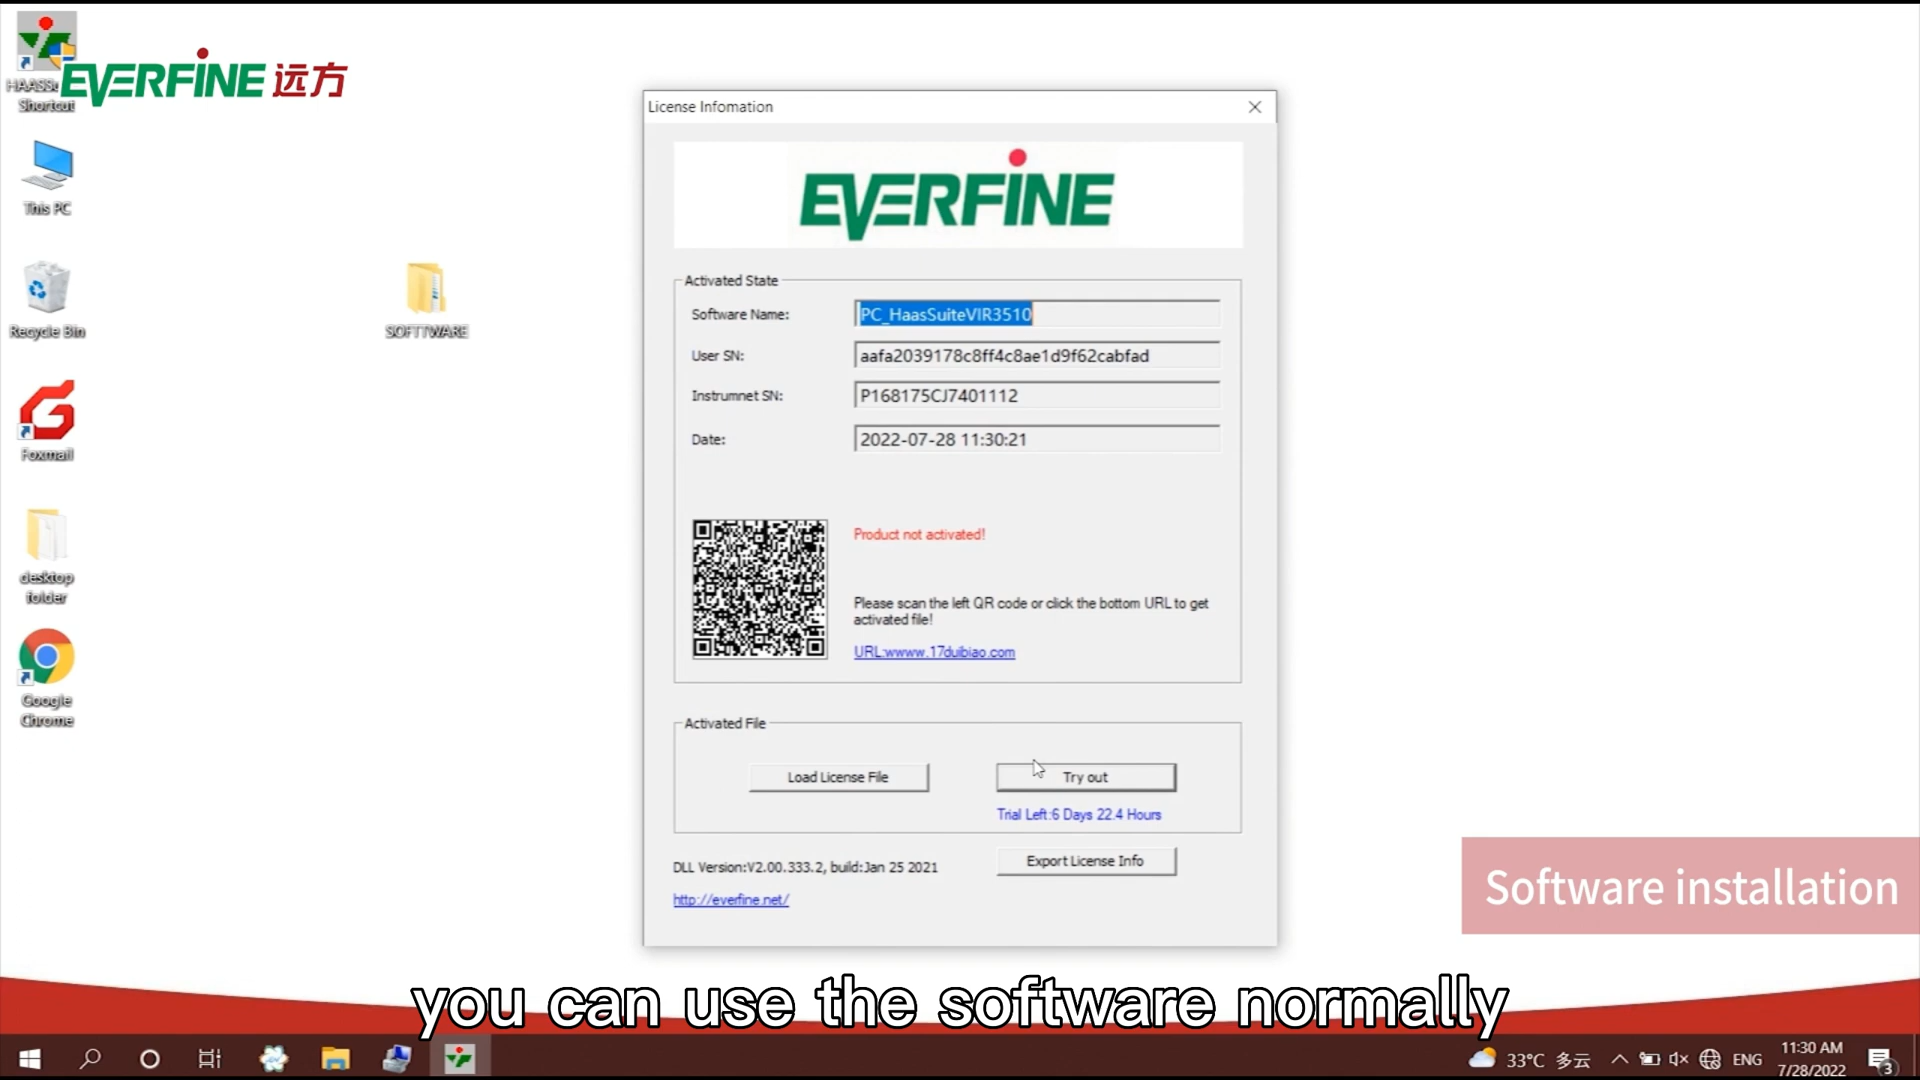 HAASSu
Shortcut
EVERFINE 远方
This PC
Recycle Bin
SOFTTWARE
Foxmail
desktop
folder
Google
Chrome
License Infomation
EVERFINE
Activated State
Software Name:
PC_HaasSuiteVIR3510
User SN:
aafa2039178c8ff4c8ae1d9f62cabfad
Instrumnet SN:
P168175CJ7401112
Date:
2022-07-28 11:30:21
Product not activated!
Please scan the left QR code or click the bottom URL to get
activated file!
URL:wwww.17duibiao.com
Activated File
Load License File
Try out
Trial Left:6 Days 22.4 Hours
DLL Version:V2.00.333.2, build:Jan 25 2021
Export License Info
http://everfine.net/
Software installation
you can use the software normally
33°C 多云
ENG
11:30 AM
7/28/2022
3